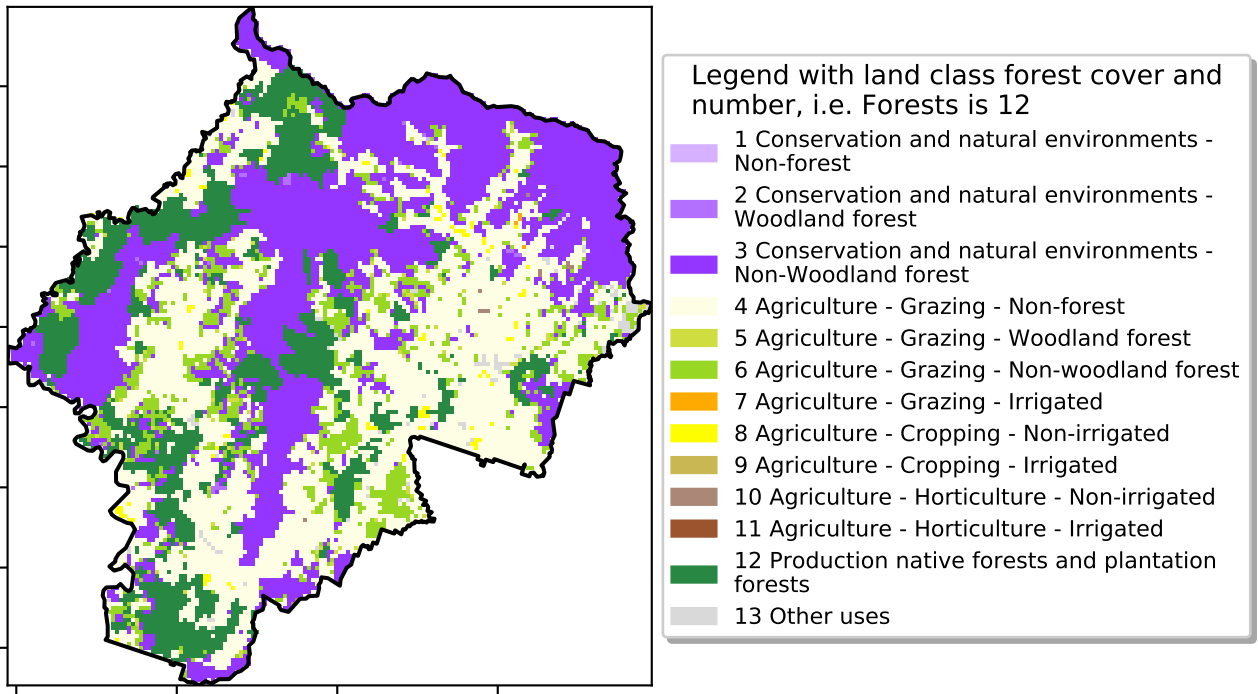 Legend with land class forest cover and
number, i.e. Forests is 12
1 Conservation and natural environments -
Non-forest
2 Conservation and natural environments -
Woodland forest
3 Conservation and natural environments -
Non-Woodland forest
4 Agriculture - Grazing - Non-forest
5 Agriculture - Grazing - Woodland forest
6 Agriculture - Grazing - Non-woodland forest
7 Agriculture - Grazing - Irrigated
8 Agriculture - Cropping - Non-irrigated
9 Agriculture - Cropping - Irrigated
10 Agriculture - Horticulture - Non-irrigated
11 Agriculture - Horticulture - Irrigated
12 Production native forests and plantation
forests
13 Other uses